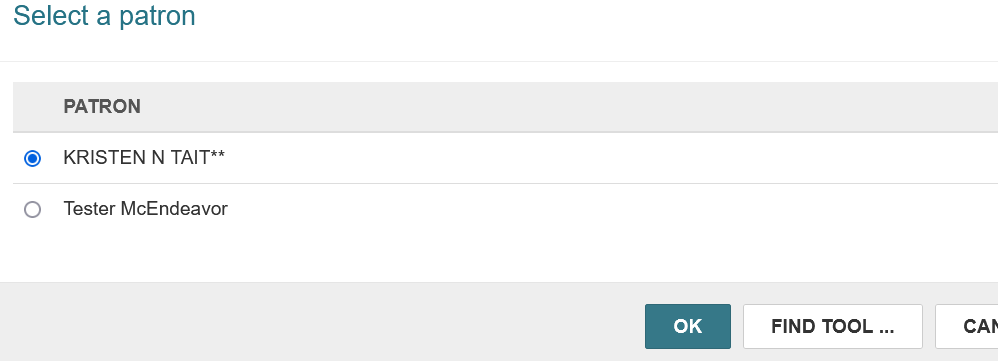 Select a patron
PATRON
KRISTEN N TAIT**
Tester McEndeavor
OK
FIND TOOL ...